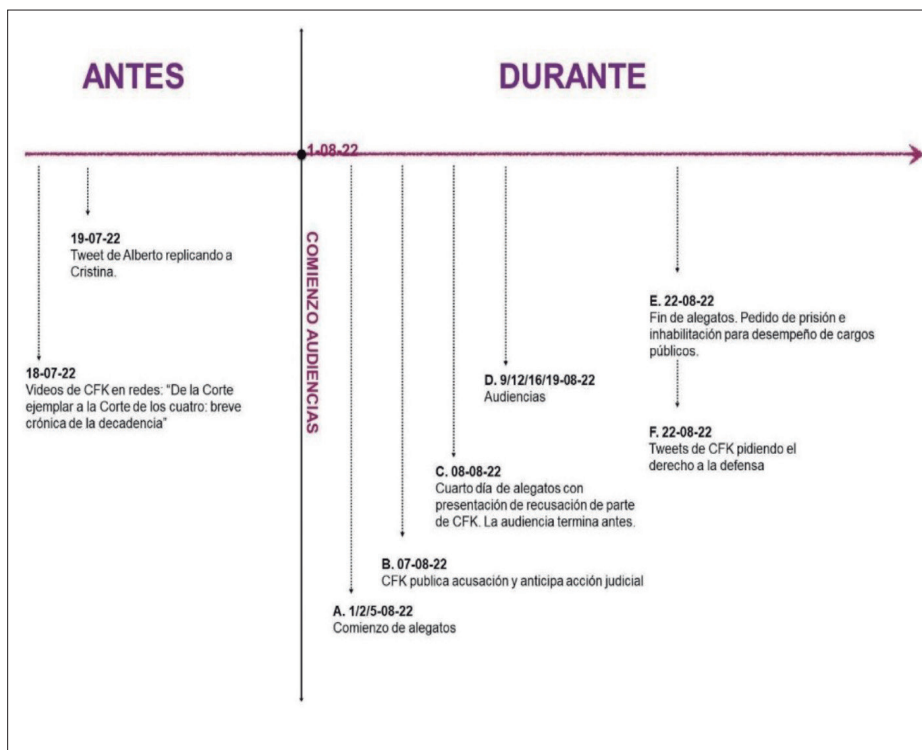 ANTES
DURANTE
1-08-22
COMIENZO AUDIENCIAS
19-07-22
Tweet de Alberto replicando a
Cristina.
18-07-22
Videos de CFK en redes: “De la Corte
ejemplar a la Corte de los cuatro: breve
crónica de la decadencia”
E. 22-08-22
Fin de alegatos. Pedido de prisión e
inhabilitación para desempeño de cargos
públicos.
D. 9/12/16/19-08-22
Audiencias
F. 22-08-22
Tweets de CFK pidiendo el
derecho a la defensa
C. 08-08-22
Cuarto día de alegatos con
presentación de recusación de parte
de CFK. La audiencia termina antes.
B. 07-08-22
CFK publica acusación y anticipa acción judicial
A. 1/2/5-08-22
Comienzo de alegatos